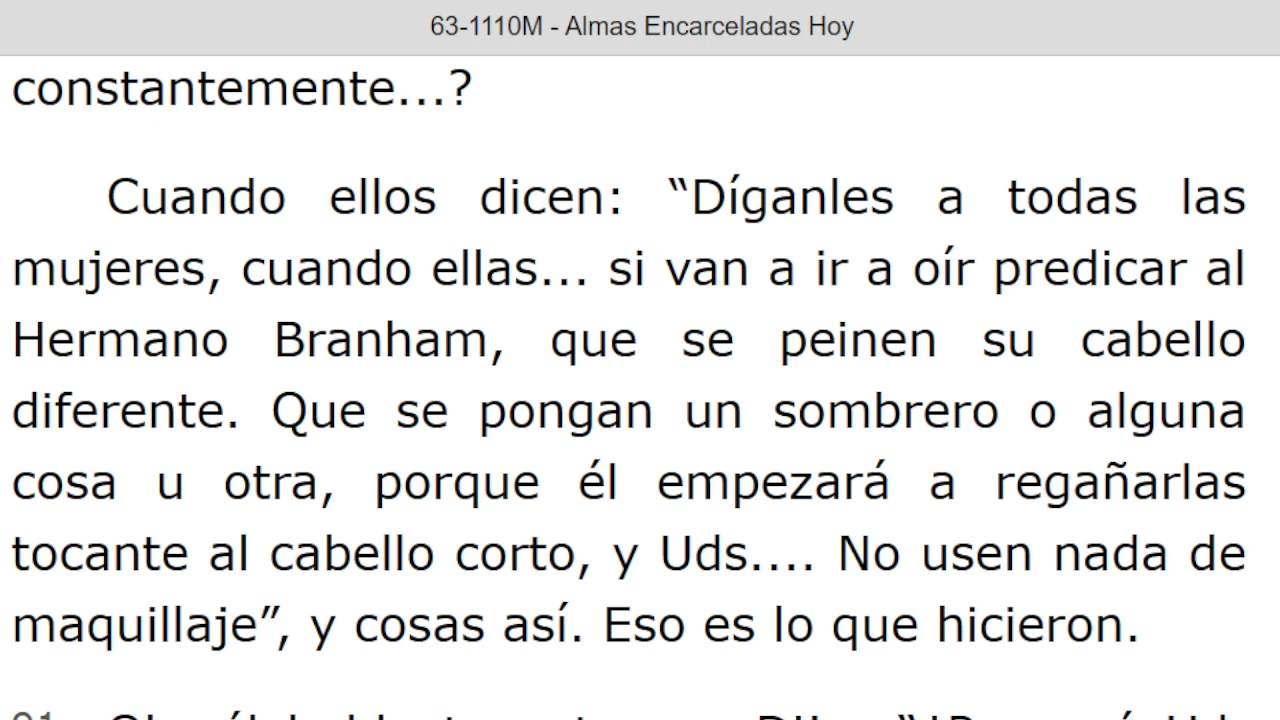 63-1110M - Almas Encarceladas Hoy
constantemente...?
Cuando ellos dicen: “Díganles a todas las
mujeres, cuando ellas... si van a ir a oír predicar al
Hermano Branham, que se peinen su cabello
diferente. Que se pongan un sombrero o alguna
cosa u otra, porque él empezará a regañarlas
tocante al cabello corto, y Uds.... No usen nada de
maquillaje”, y cosas así. Eso es lo que hicieron.